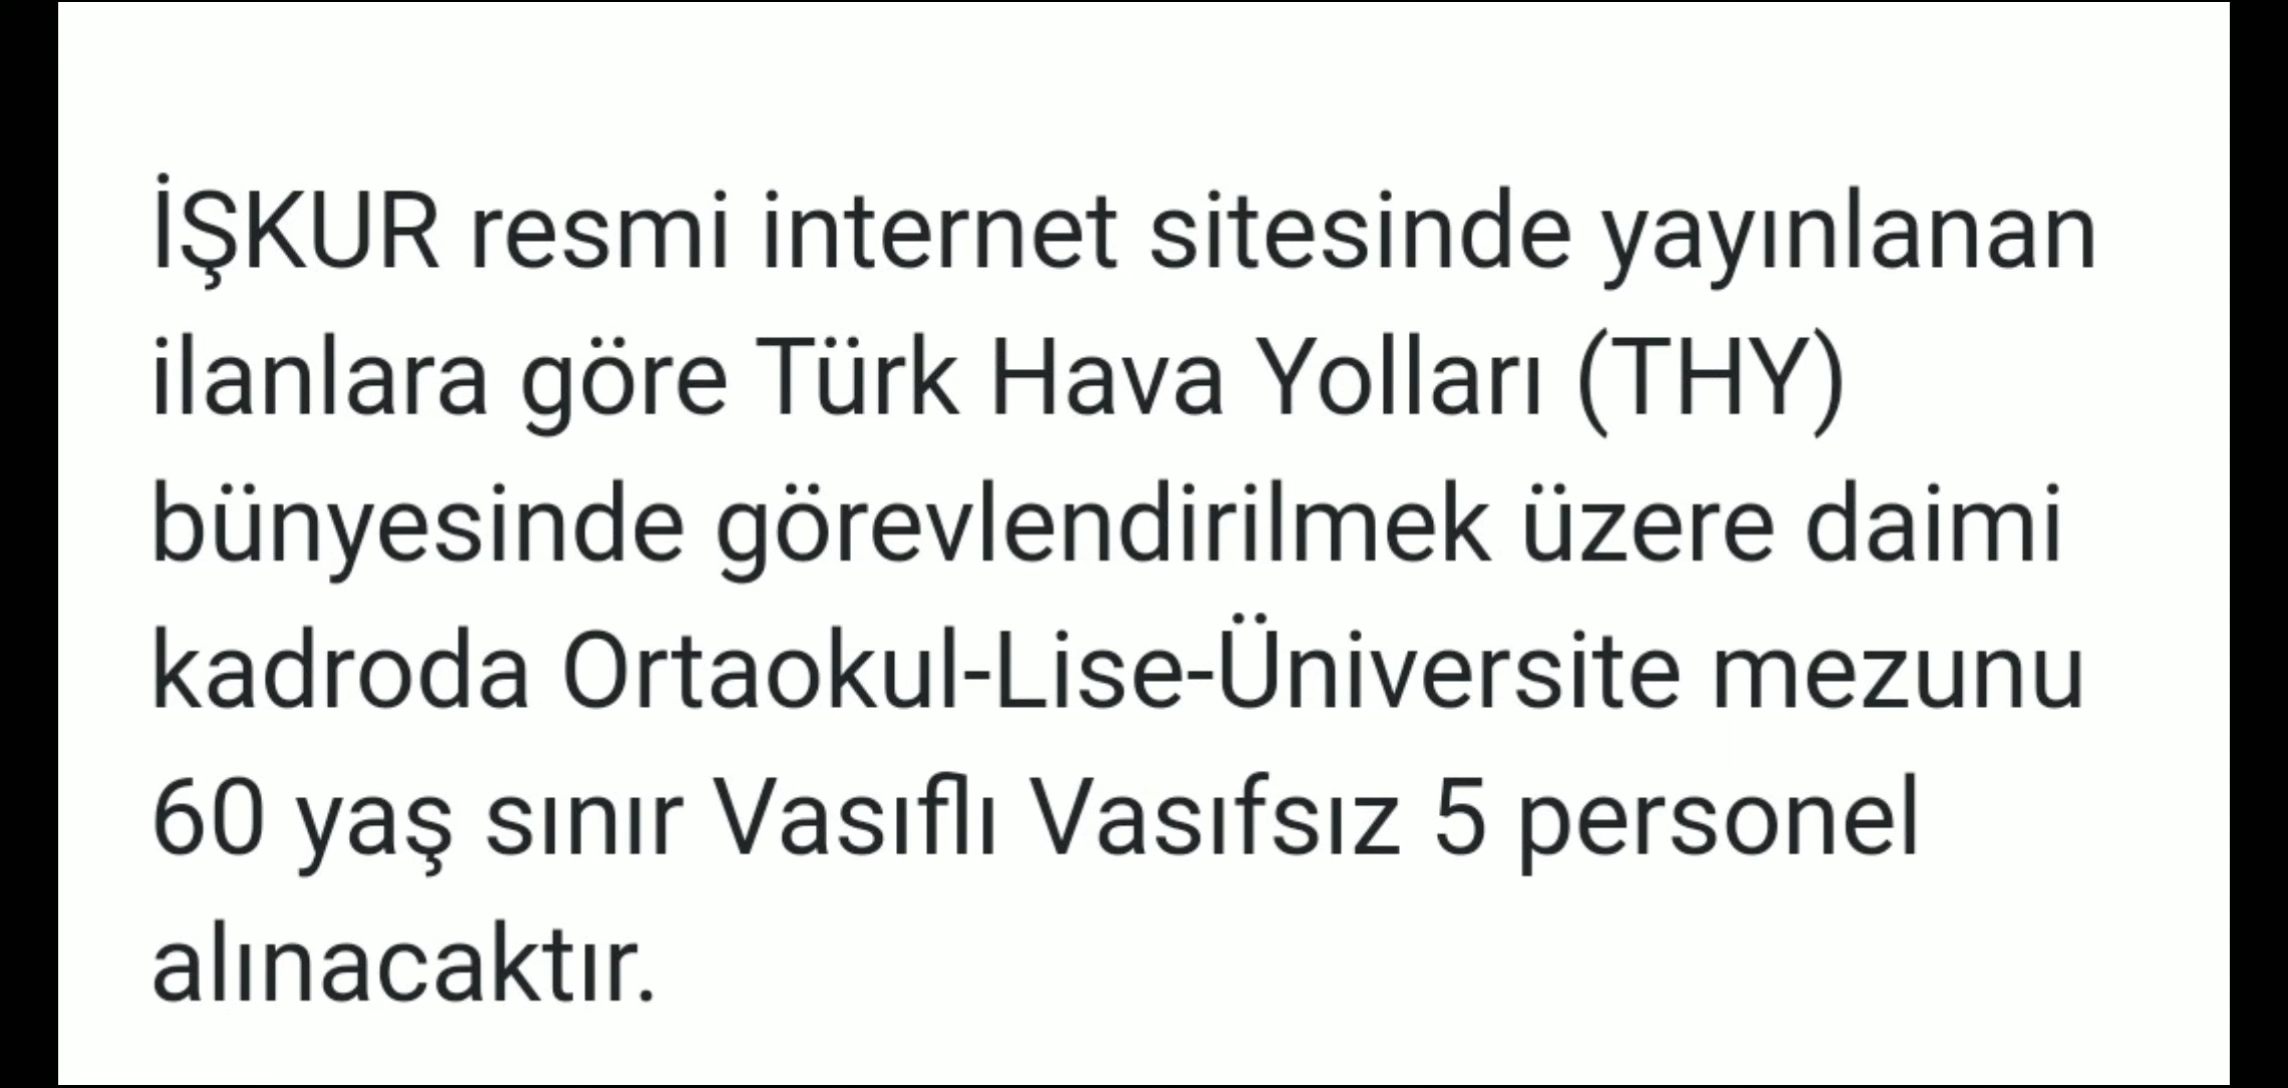 İŞKUR resmi internet sitesinde yayınlanan
ilanlara göre Türk Hava Yolları (THY)
bünyesinde görevlendirilmek üzere daimi
kadroda Ortaokul-Lise-Üniversite mezunu
60 yaş sınır Vasıflı Vasıfsız 5 personel
alınacaktır.